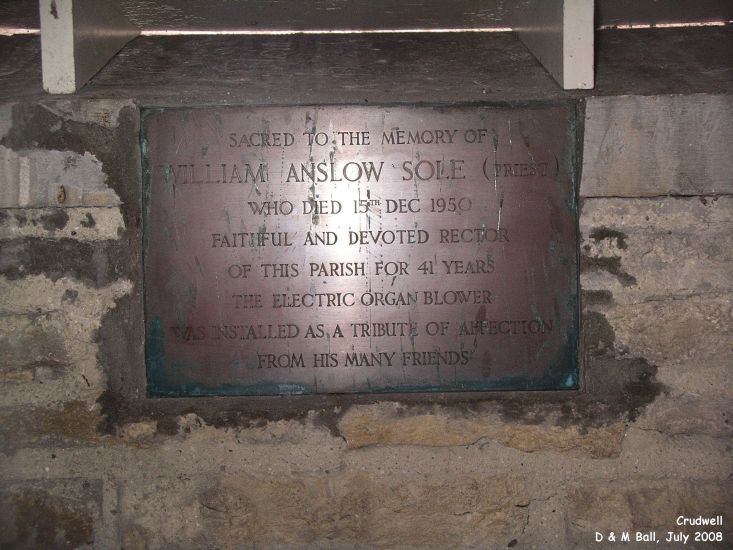 SACRED TO THE MEMORY OF
WILLIAM ANSLOW SOLE (PRIEST)
WHO DIED 15TH DEC 1950
FAITHFUL AND DEVOTED RECTOR
OF THIS PARISH FOR 41 YEARS
THE ELECTRIC ORGAN BLOWER
WAS INSTALLED AS A TRIBUTE OF AFFECTION
FROM HIS MANY FRIENDS
Crudwell
D & M Ball, July 2008